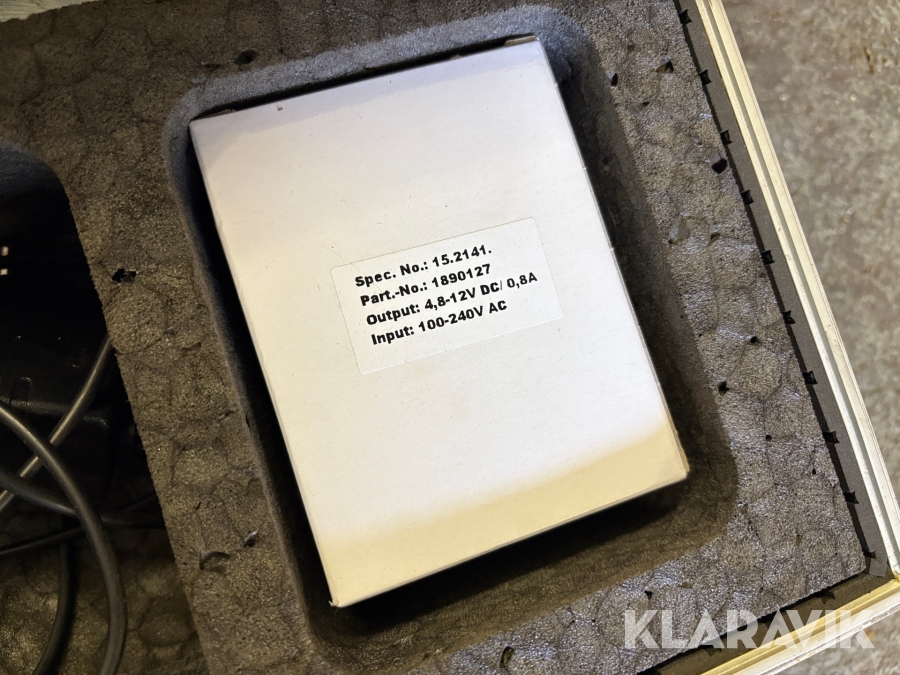 Spec. No.: 15.2141.
Part.-No.: 1890127
Output: 4,8-12V DC/ 0,8A
Input: 100-240V AC
KLARAVIK